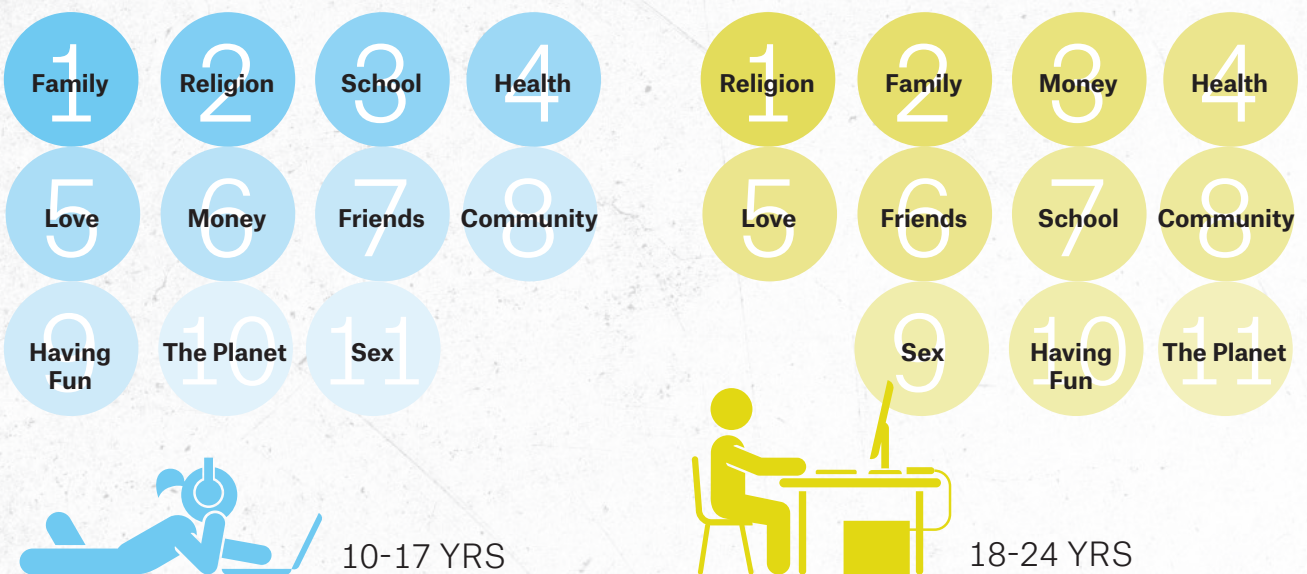 1 Family
2 Religion
3 School
4 Health
5 Love
6 Money
7 Friends
8 Community
9 Having
Fun
10 The Planet
11 Sex
10-17 YRS
1 Religion
2 Family
3 Money
4 Health
5 Love
6 Friends
7 School
8 Community
9 Sex
10 Having
Fun
11 The Planet
18-24 YRS